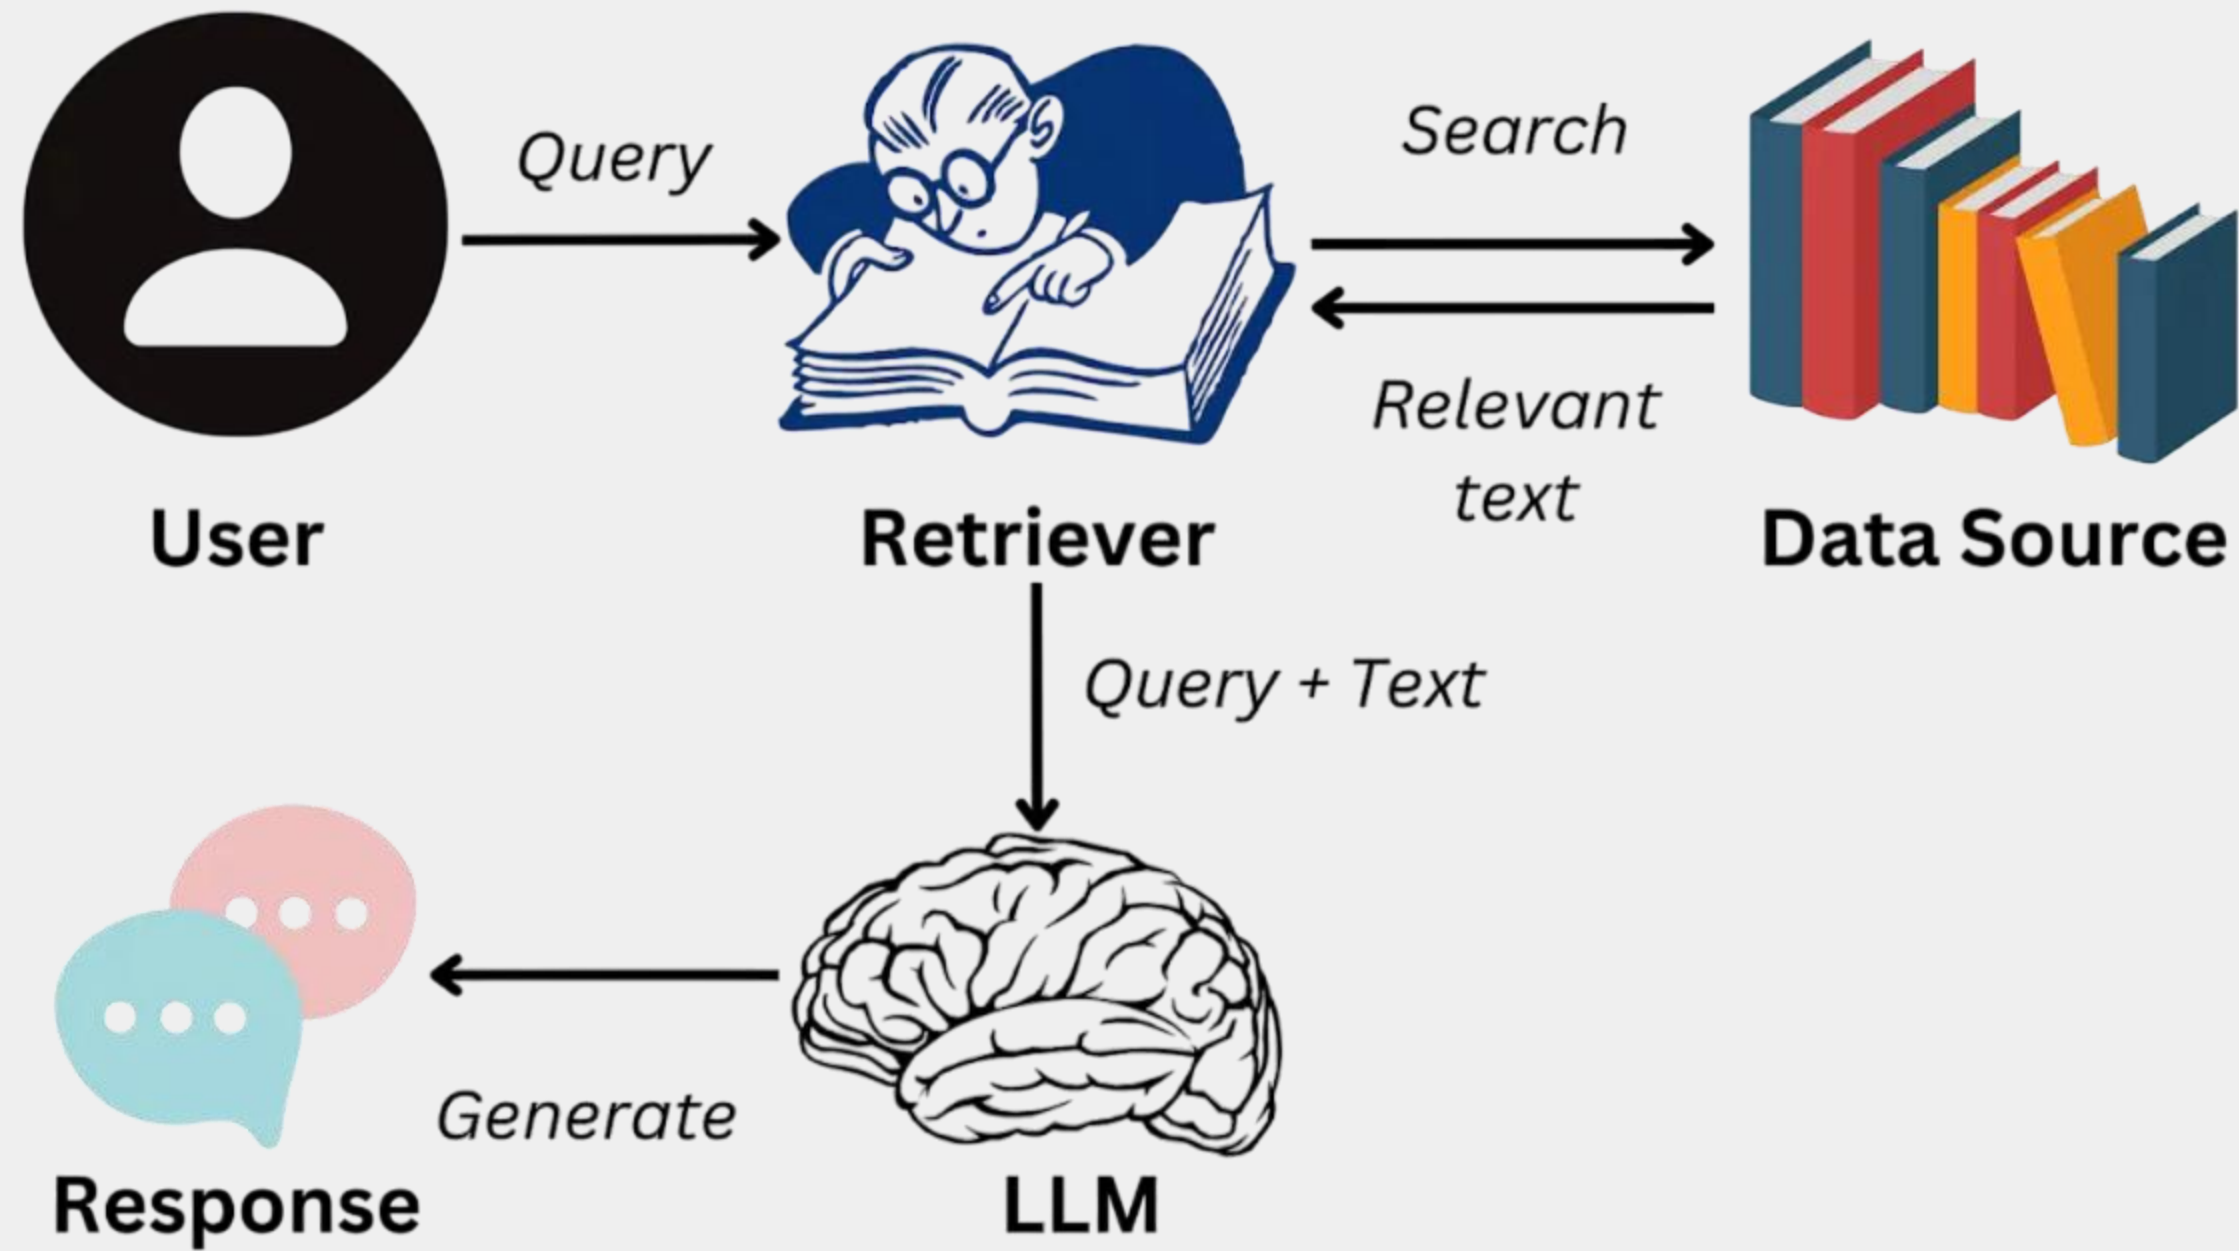 Query
Search
Relevant
text
User
Retriever
Data Source
Query + Text
Generate
Response
LLM